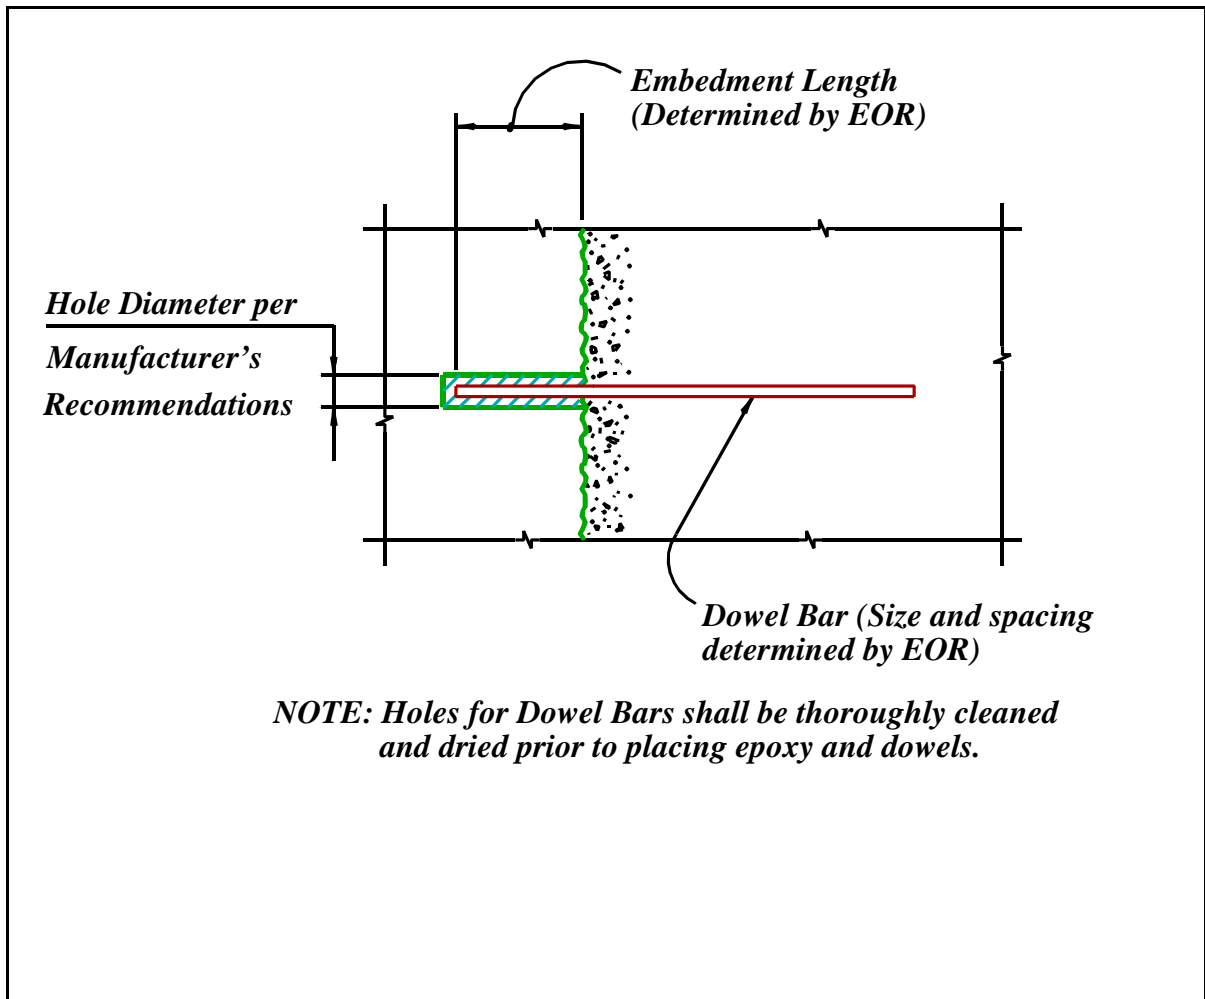 Embedment Length
(Determined by EOR)
Hole Diameter per
Manufacturer’s
Recommendations
Dowel Bar (Size and spacing
determined by EOR)
NOTE: Holes for Dowel Bars shall be thoroughly cleaned
and dried prior to placing epoxy and dowels.